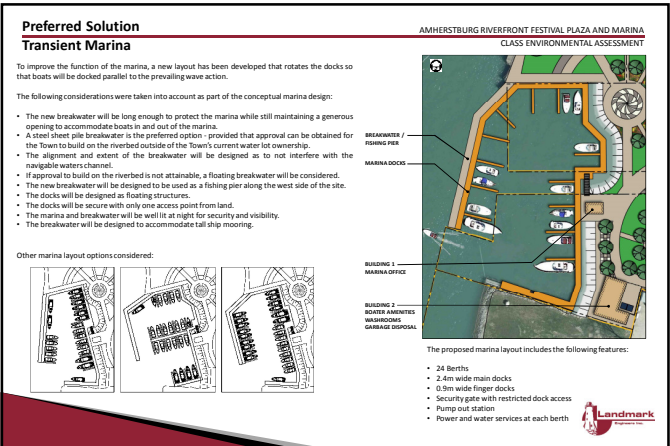 Preferred Solution
AMHERSTBURG RIVERFRONT FESTIVAL PLAZA AND MARINA
Transient Marina
CLASS ENVIRONMENTAL ASSESSMENT
To improve the function of the marina, a new layout has been developed that rotates the docks so
that boats will be docked parallel to the prevailing wave action.
The following considerations were taken into account as part of the conceptual marina design:
• The new breakwater will be long enough to protect the marina while still maintaining a generous
opening to accommodate boats in and out of the marina.
• A steel sheet pile breakwater is the preferred option - provided that approval can be obtained for
the Town to build on the riverbed outside of the Town's current water lot ownership.
• The alignment and extent of the breakwater will be designed as to not interfere with the
navigable waters channel.
• If approval to build on the riverbed is not attainable, a floating breakwater will be considered.
• The new breakwater will be designed to be used as a fishing pier along the west side of the site.
• The docks will be designed as floating structures.
• The docks will be secure with only one access point from land.
• The marina and breakwater will be well lit at night for security and visibility.
• The breakwater will be designed to accommodate tall ship mooring.
Other marina layout options considered:
BREAKWATER /
FISHING PIER
MARINA DOCKS
BUILDING 1
MARINA OFFICE
BUILDING 2
BOATER AMENITIES
WASHROOMS
GARBAGE DISPOSAL
The proposed marina layout includes the following features:
• 24 Berths
• 2.4m wide main docks
• 0.9m wide finger docks
• Security gate with restricted dock access
• Pump out station
• Power and water services at each berth
Landmark
Engineers Inc.